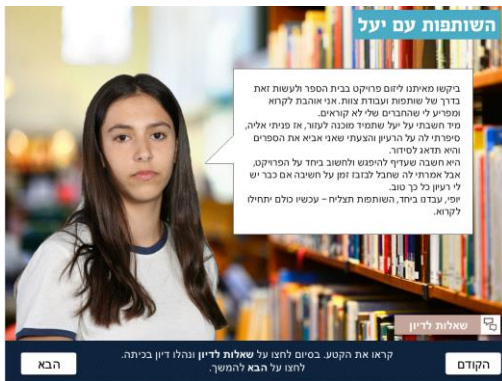 השותפות עם יעל
ביקשו מאיתנו ליזום פרויקט בבית הספר ולעשות זאת
בדרך של שותפות ועבודת צוות. אני אוהבת לקרוא
ומפריע לי שהחברים שלי לא קוראים.
מיד חשבתי על יעל שתמיד מוכנה לעזור, אז פניתי אליה,
סיפרתי לה על הרעיון והצעתי שאני אביא את הספרים
והיא תדאג לסידור.
היא חשבה שעדיף להיפגש ולחשוב ביחד על הפרויקט,
אבל אמרתי לה שחבל לבזבז זמן על חשיבה אם כבר יש
לי רעיון כל כך טוב.
יופי, עבדנו ביחד, השותפות תצליח – עכשיו כולם יתחילו
לקרוא.
שאלות לדיון
קראו את הקטע. בסיום לחצו על שאלות לדיון ונהלו דיון בכיתה.
לחצו על הבא להמשך.
הקודם
הבא